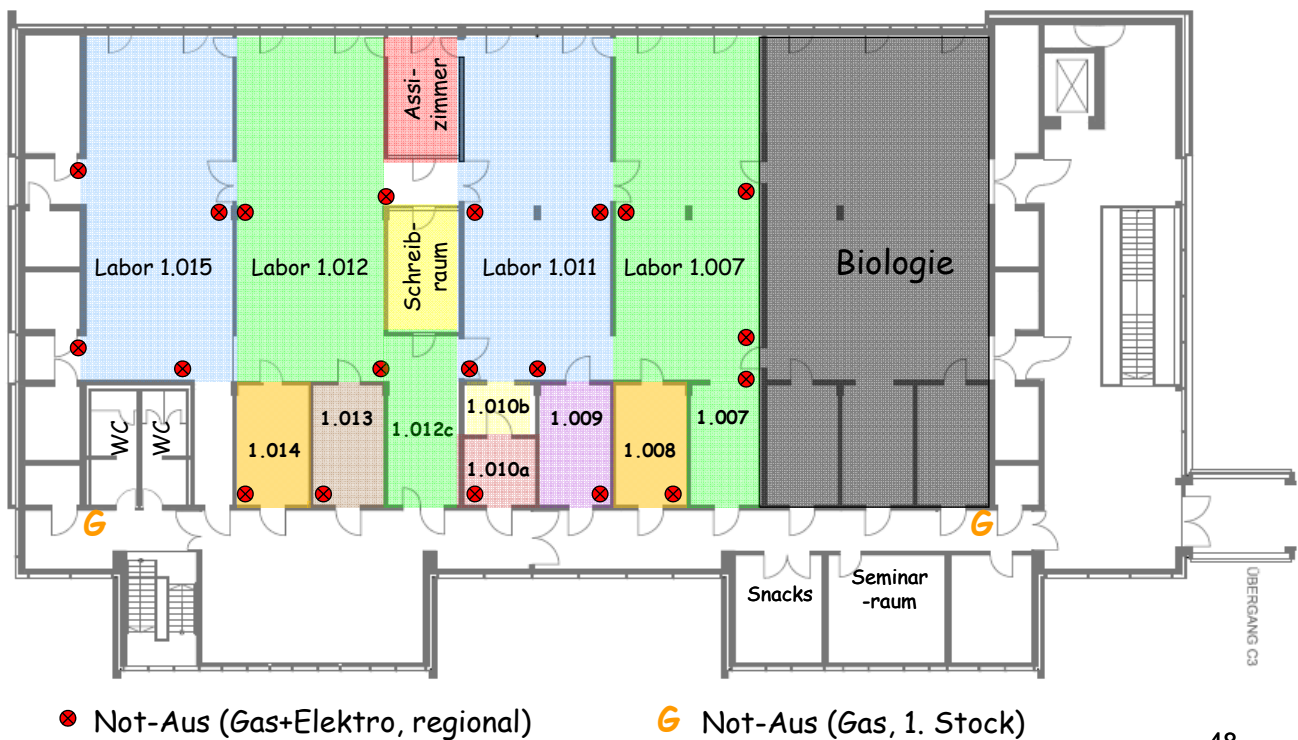 Assi-
zimmer
Schreib-
raum
Labor 1.015
Labor 1.012
Labor 1.011
Labor 1.007
Biologie
1.014
1.013
1.012c
1.010b
1.010a
1.009
1.008
1.007
WC
WC
G
G
Snacks
Seminar
-raum
ÜBERGANG C3
Not-Aus (Gas+Elektro, regional)
G Not-Aus (Gas, 1. Stock)